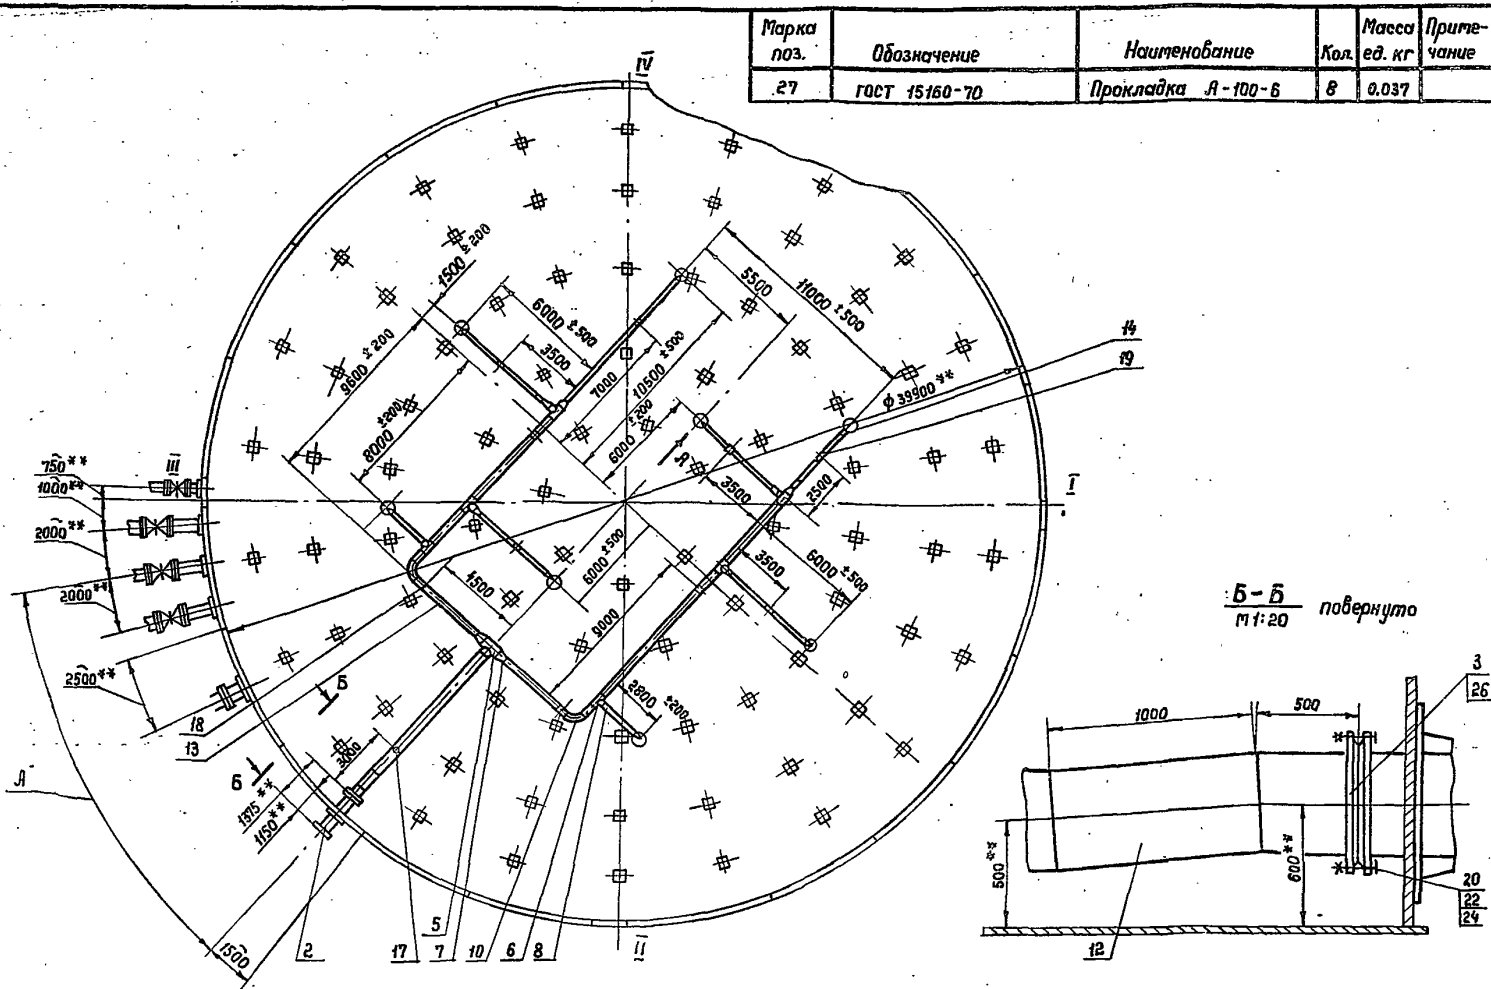 Марка поз.
Обозначение
Наименование
Кол.
Масса ед. кг
Приме-чание
27
ГОСТ 15160-70
Прокладка А-100-6
8
0.037
IV
1500 ±200
9600 ±200
6000 ±500
3500
8000 ±200
7000
10500 ±500
6000 ±200
5500
11000 ±500
14
19
ϕ 39900**
А
3500
2500
I
III
750**
1000**
2000**
2000**
2500**
6000 ±500
4500
9000
3500
6000 ±500
2800 ±200
18
13
Б
Б
3000
1375**
1150**
А
1500
2
17
5
7
10
6
8
II
Б-Б повернуто
М 1:20
1000
500
3
26
500**
600**
20
22
24
12